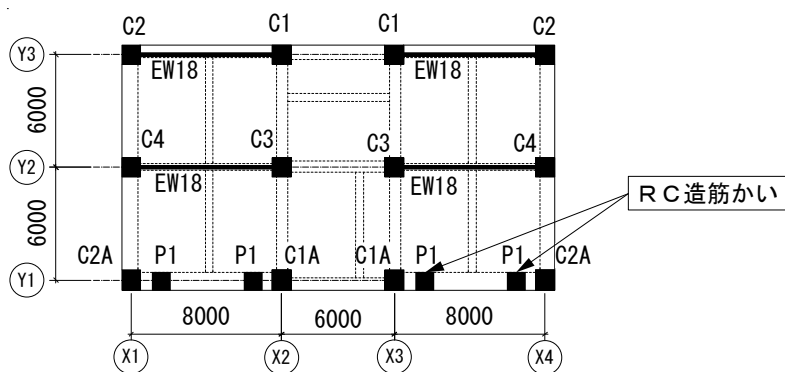 C2 C1 C1 C2
Y3
EW18 EW18
6000
C4 C3 C3 C4
Y2
EW18 EW18
RC造筋かい
6000
C2A P1 P1 C1A C1A P1 P1 C2A
Y1
8000 6000 8000
X1 X2 X3 X4